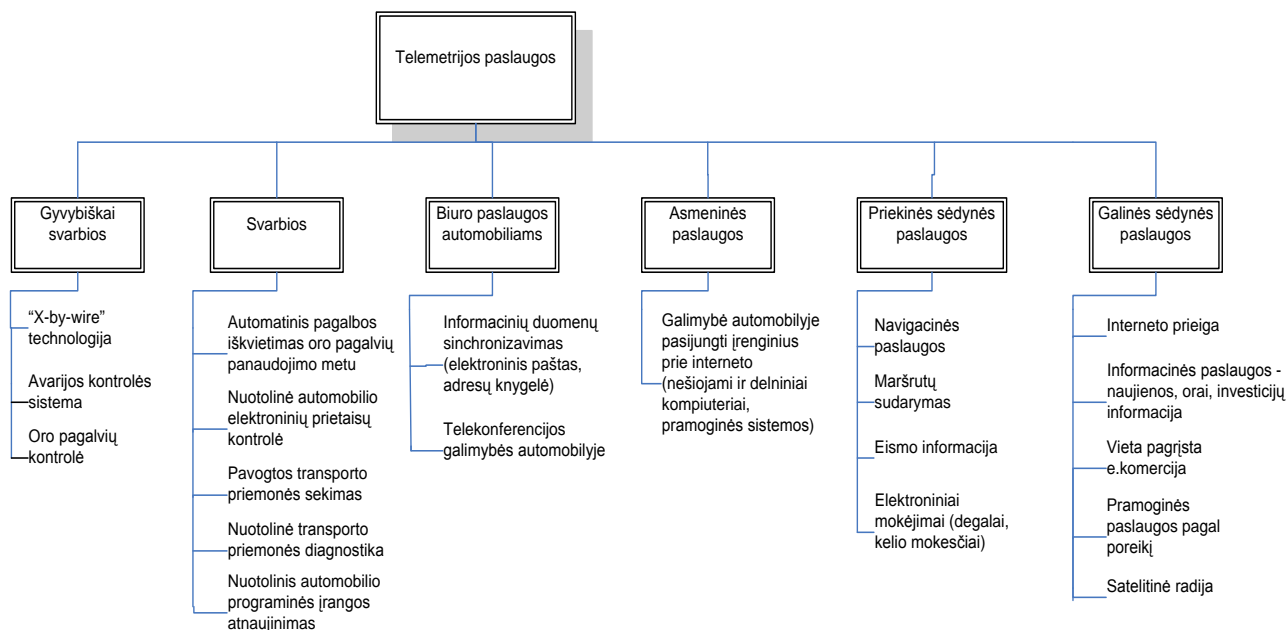 Telemetrijos paslaugos
Gyvybiškai
svarbios
“X-by-wire”
technologija
Avarijos kontrolės
sistema
Oro pagalvių
kontrolė
Svarbios
Automatinis pagalbos
iškvietimas oro pagalvių
panaudojimo metu
Nuotolinė automobilio
elektroninių prietaisų
kontrolė
Pavogtos transporto
priemonės sekimas
Nuotolinė transporto
priemonės diagnostika
Nuotolinis automobilio
programinės įrangos
atnaujinimas
Biuro paslaugos
automobiliams
Informacinių duomenų
sinchronizavimas
(elektroninis paštas,
adresų knygelė)
Telekonferencijos
galimybės automobilyje
Asmeninės
paslaugos
Galimybė automobilyje
pasijungti įrenginius
prie interneto
(nešiojami ir delniniai
kompiuteriai,
pramoginės sistemos)
Priekinės sėdynės
paslaugos
Navigacinės
paslaugos
Maršrutų
sudarymas
Eismo informacija
Elektroniniai
mokėjimai (degalai,
kelio mokesčiai)
Galinės sėdynės
paslaugos
Interneto prieiga
Informacinės paslaugos -
naujienos, orai, investicijų
informacija
Vieta pagrįsta
e.komercija
Pramoginės
paslaugos pagal
poreikį
Satelitinė radija